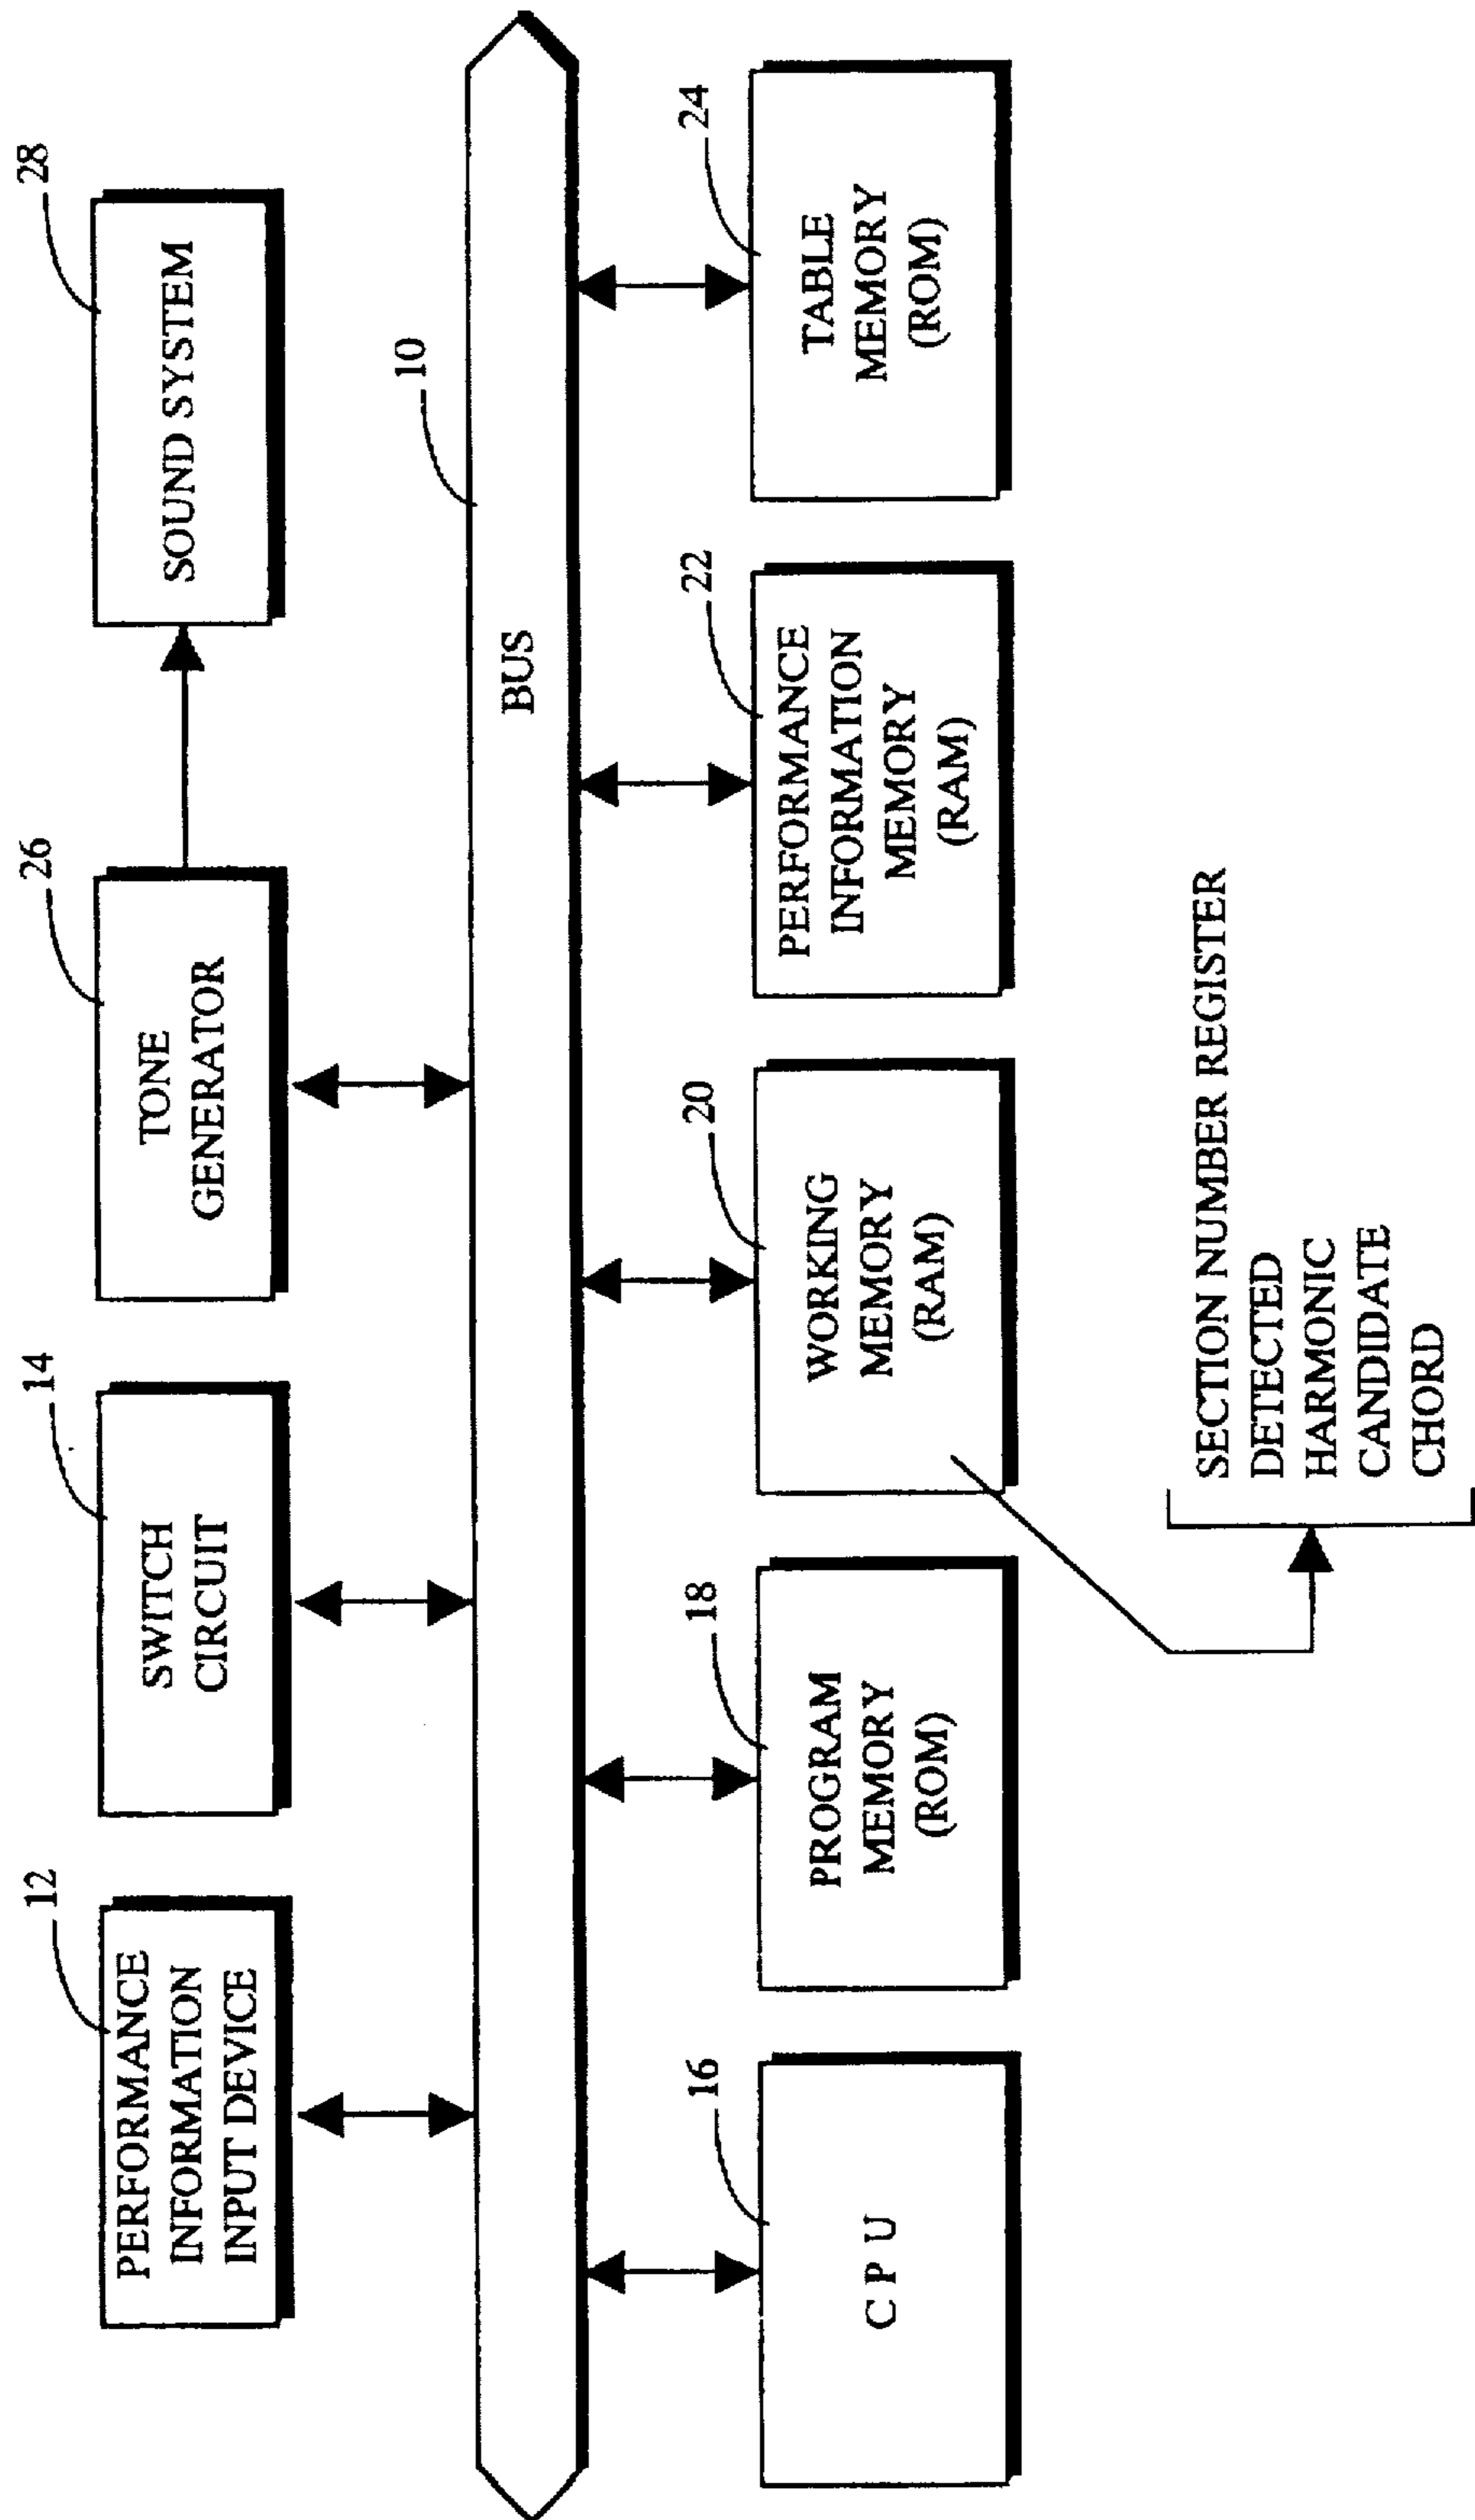 12
PERFORMANCE
INFORMATION
INPUT DEVICE
14
SWITCH
CIRCUIT
26
TONE
GENERATOR
28
SOUND SYSTEM
10
BUS
16
C P U
18
PROGRAM
MEMORY
(ROM)
20
WORKING
MEMORY
(RAM)
22
PERFORMANCE
INFORMATION
MEMORY
(RAM)
24
TABLE
MEMORY
(ROM)
SECTION NUMBER REGISTER
DETECTED
HARMONIC
CANDIDATE
CHORD